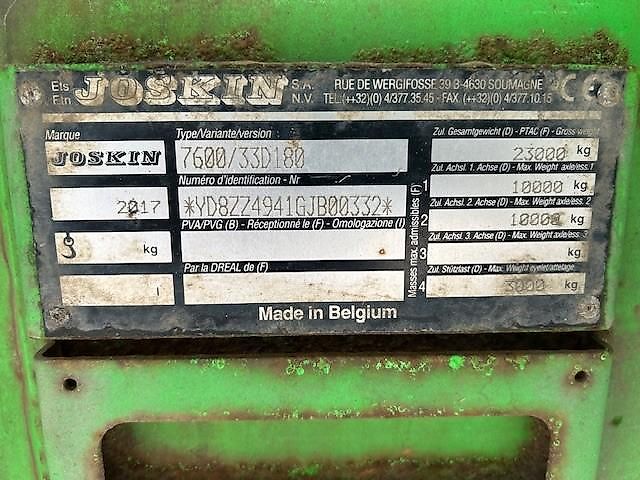 Ets JOSKIN S.A. RUE DE WERGIFOSSE 39 B-4630 SOUMAGNE CE
Fin N.V. TEL.(++32)(0) 4/377.35.45 - FAX (++32)(0) 4/377.10.15
Marque
JOSKIN
2017
kg
l
Type/Variante/version
7600/33D180
Numéro d'identification - Nr
*YD8ZZ4941GJB00332*
PVA/PVG (B) - Réceptionné le (F) - Omologazione (I)
Par la DREAL de (F)
Masses max. admissibles (F)
Zul. Gesamtgewicht (D) - PTAC (F) - Gross weight
23000 kg
Zul. Achsl. 1. Achse (D) - Max. Weight axle/ess.1
1 10000 kg
Zul. Achsl. 2. Achse (D) - Max. Weight axle/ess. 2
2 10000 kg
Zul. Achsl. 3. Achse (D) - Max. Weight axle/ess.3
3 kg
Zul. Stützlast (D) - Max. Weight eyelet/attelage
4 3000 kg
Made in Belgium